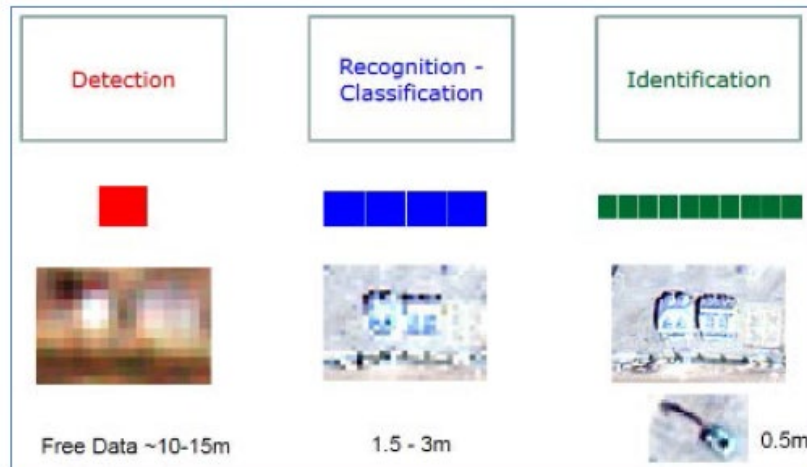 Detection
Recognition -
Classification
Identification
Free Data ~10-15m
1.5 - 3m
0.5m